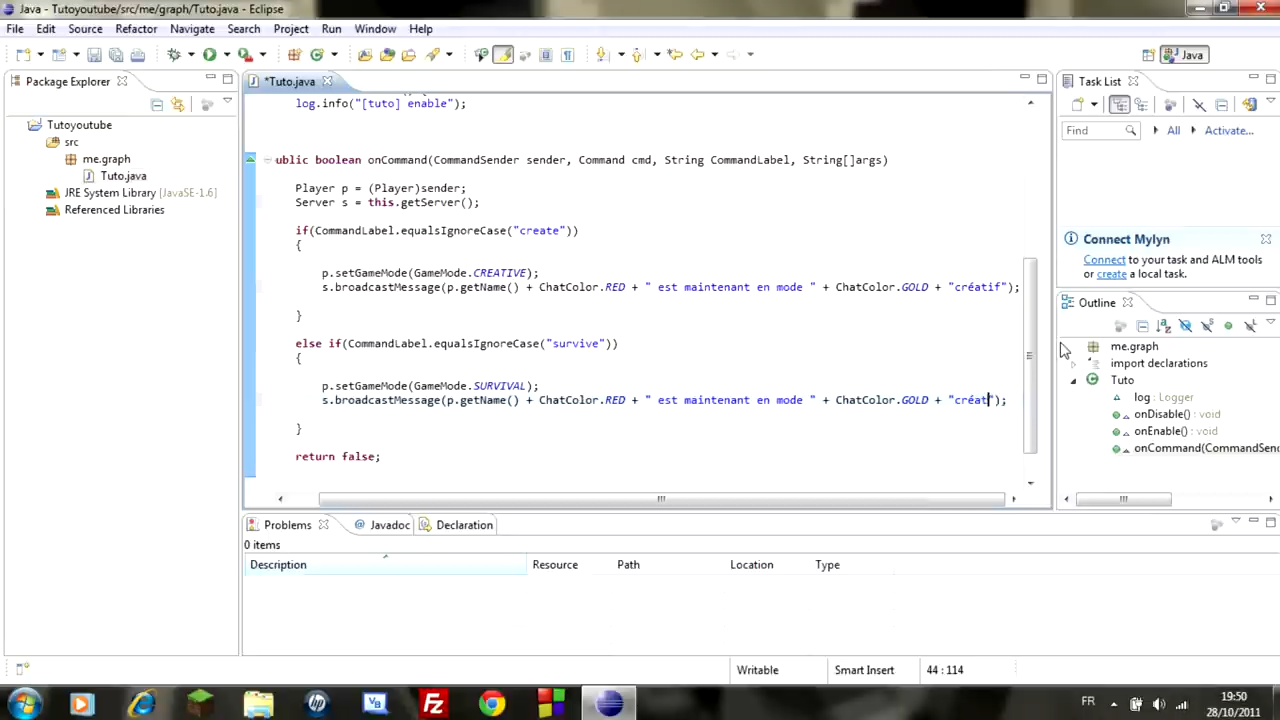 Java - Tutoyoutube/src/me/graph/Tuto.java - Eclipse
File Edit Source Refactor Navigate Search Project Run Window Help
Java
Package Explorer
Tutoyoutube
src
me.graph
Tuto.java
JRE System Library [JavaSE-1.6]
Referenced Libraries
*Tuto.java
log.info("[tuto] enable");
ublic boolean onCommand(CommandSender sender, Command cmd, String CommandLabel, String[]args)
Player p = (Player)sender;
Server s = this.getServer();
if(CommandLabel.equalsIgnoreCase("create"))
{
p.setGameMode(GameMode.CREATIVE);
s.broadcastMessage(p.getName() + ChatColor.RED + " est maintenant en mode " + ChatColor.GOLD + "créatif");
}
else if(CommandLabel.equalsIgnoreCase("survive"))
{
p.setGameMode(GameMode.SURVIVAL);
s.broadcastMessage(p.getName() + ChatColor.RED + " est maintenant en mode " + ChatColor.GOLD + "créat");
}
return false;
Task List
Find All Activate...
Connect Mylyn
Connect to your task and ALM tools
or create a local task.
Outline
me.graph
import declarations
Tuto
log : Logger
onDisable() : void
onEnable() : void
onCommand(CommandSend
Problems Javadoc Declaration
0 items
Description Resource Path Location Type
Writable Smart Insert 44 : 114
FR
19:50
28/10/2011